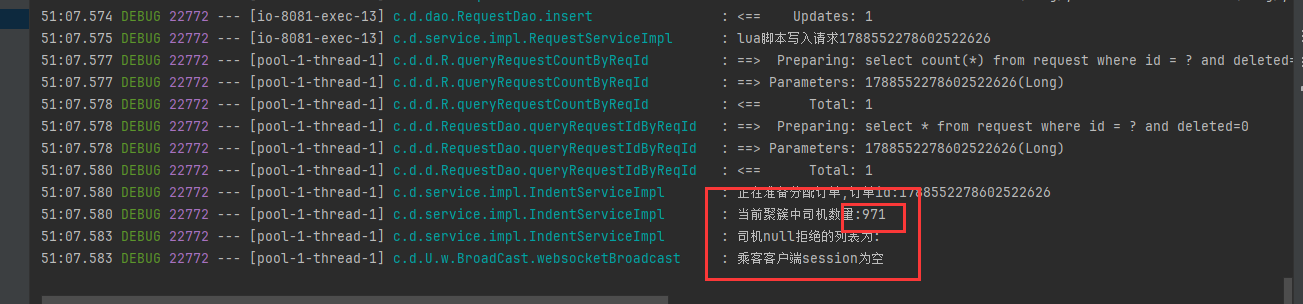 51:07.574 DEBUG 22772 --- [io-8081-exec-13] c.d.dao.RequestDao.insert : <== Updates: 1
51:07.575 DEBUG 22772 --- [io-8081-exec-13] c.d.service.impl.RequestServiceImpl : lua脚本写入请求1788552278602522626
51:07.577 DEBUG 22772 --- [pool-1-thread-1] c.d.d.R.queryRequestCountByReqId : ==> Preparing: select count(*) from request where id = ? and deleted=
51:07.577 DEBUG 22772 --- [pool-1-thread-1] c.d.d.R.queryRequestCountByReqId : ==> Parameters: 1788552278602522626(Long)
51:07.578 DEBUG 22772 --- [pool-1-thread-1] c.d.d.R.queryRequestCountByReqId : <== Total: 1
51:07.578 DEBUG 22772 --- [pool-1-thread-1] c.d.d.RequestDao.queryRequestIdByReqId : ==> Preparing: select * from request where id = ? and deleted=0
51:07.578 DEBUG 22772 --- [pool-1-thread-1] c.d.d.RequestDao.queryRequestIdByReqId : ==> Parameters: 1788552278602522626(Long)
51:07.580 DEBUG 22772 --- [pool-1-thread-1] c.d.d.RequestDao.queryRequestIdByReqId : <== Total: 1
51:07.580 DEBUG 22772 --- [pool-1-thread-1] c.d.service.impl.IndentServiceImpl : 正在准备分配订单,订单id:1788552278602522626
51:07.580 DEBUG 22772 --- [pool-1-thread-1] c.d.service.impl.IndentServiceImpl : 当前聚簇中司机数量:971
51:07.583 DEBUG 22772 --- [pool-1-thread-1] c.d.service.impl.IndentServiceImpl : 司机null拒绝的列表为:
51:07.583 DEBUG 22772 --- [pool-1-thread-1] c.d.U.w.BroadCast.websocketBroadcast : 乘客客户端session为空